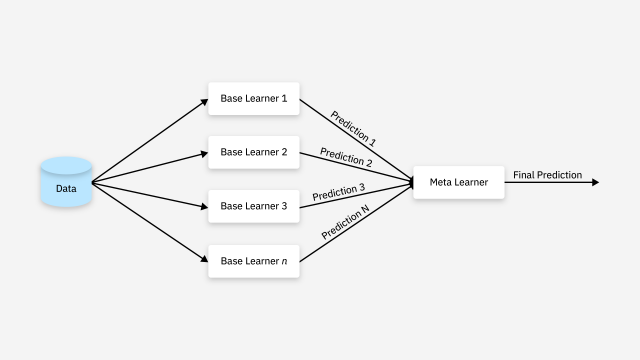 Data
Base Learner 1
Base Learner 2
Base Learner 3
Base Learner n
Prediction 1
Prediction 2
Prediction 3
Prediction N
Meta Learner
Final Prediction